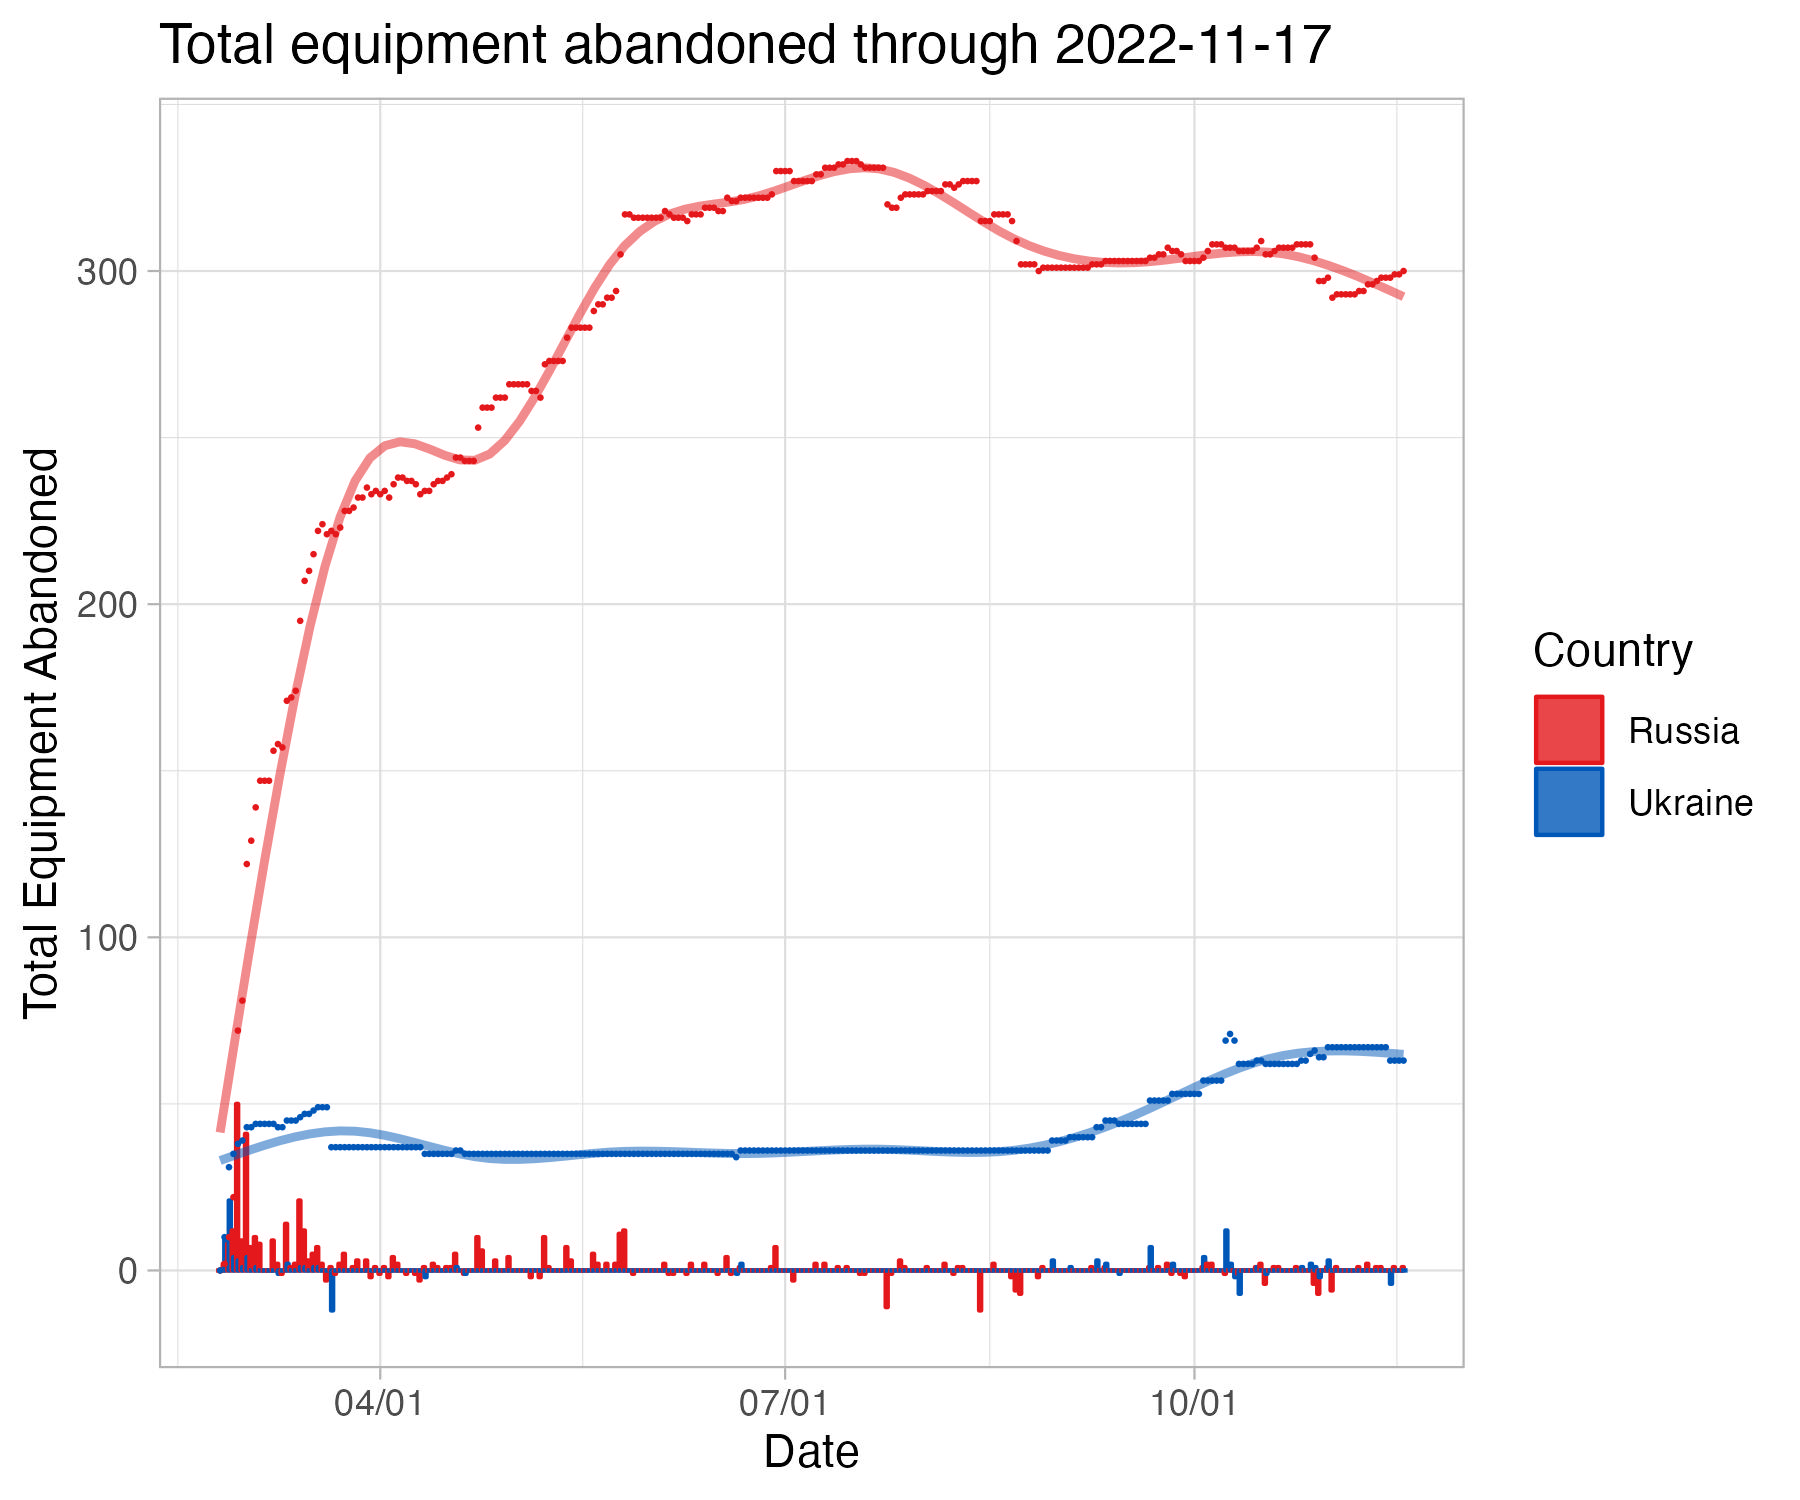 Total equipment abandoned through 2022-11-17
Total Equipment Abandoned
300
200
100
0
04/01
07/01
10/01
Date
Country
Russia
Ukraine